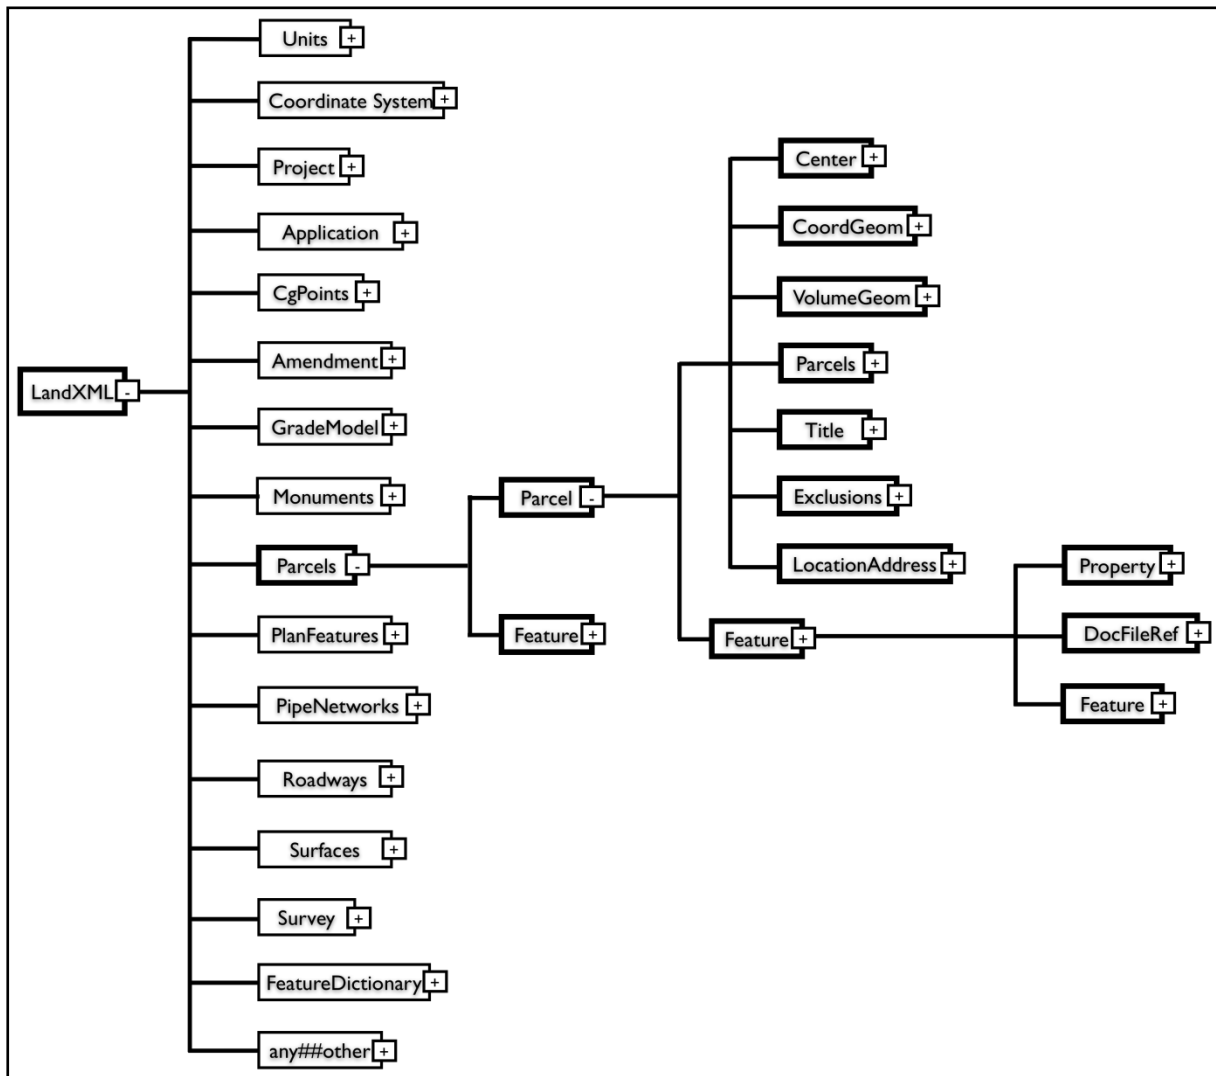 Units +
Coordinate System +
Project +
Application +
CgPoints +
Amendment +
LandXML -
GradeModel +
Monuments +
Parcels -
PlanFeatures +
PipeNetworks +
Roadways +
Surfaces +
Survey +
FeatureDictionary +
any##other +
Parcel -
Feature +
Center +
CoordGeom +
VolumeGeom +
Parcels +
Title +
Exclusions +
LocationAddress +
Feature +
Property +
DocFileRef +
Feature +